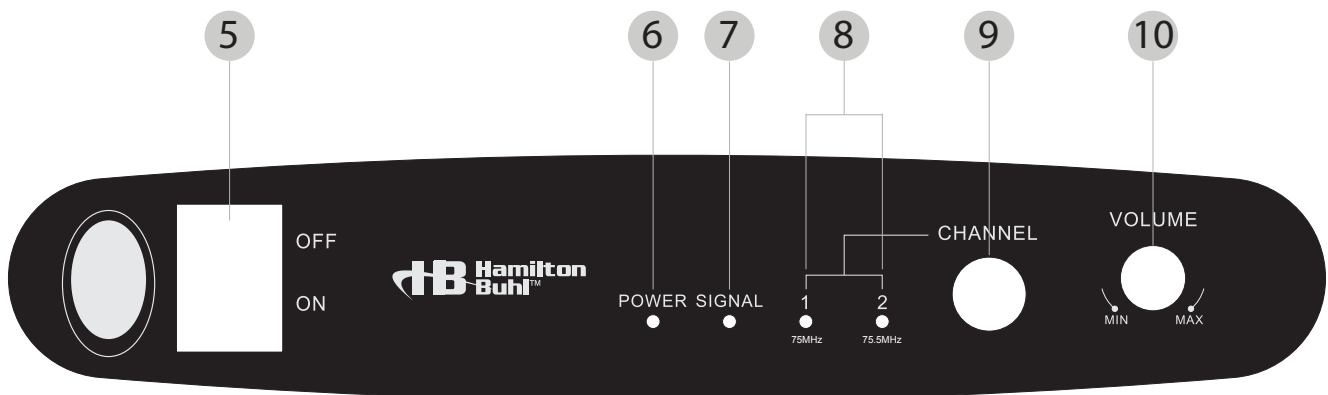 5 6 7 8 9 10
VOLUME
OFF
CHANNEL
HB Hamilton
Buhl™
ON
POWER SIGNAL 1 2
MIN MAX
75MHz 75.5MHz